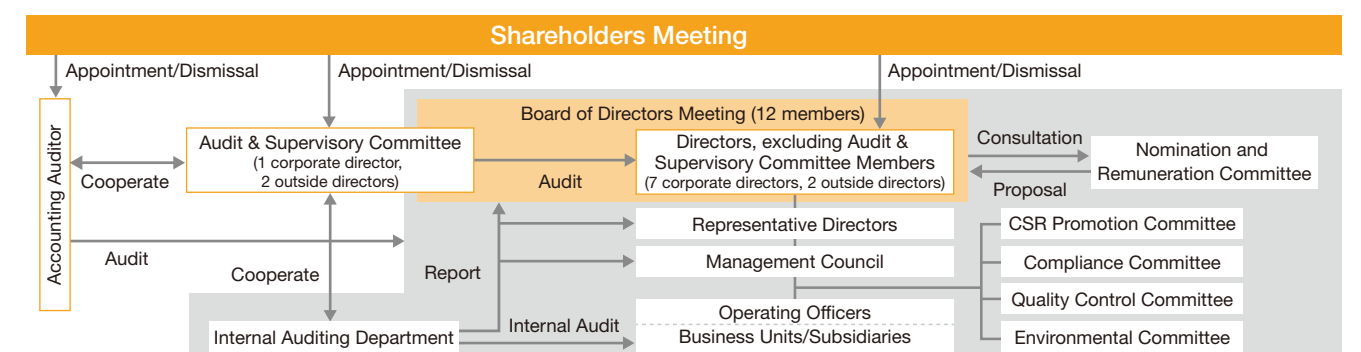 Shareholders Meeting
Appointment/Dismissal
Appointment/Dismissal
Appointment/Dismissal
Accounting Auditor
Board of Directors Meeting (12 members)
Audit & Supervisory Committee
(1 corporate director,
2 outside directors)
Directors, excluding Audit &
Supervisory Committee Members
(7 corporate directors, 2 outside directors)
Consultation
Nomination and
Remuneration Committee
Cooperate
Audit
Proposal
Representative Directors
CSR Promotion Committee
Audit
Cooperate
Report
Management Council
Compliance Committee
Quality Control Committee
Operating Officers
Internal Auditing Department
Internal Audit
Business Units/Subsidiaries
Environmental Committee